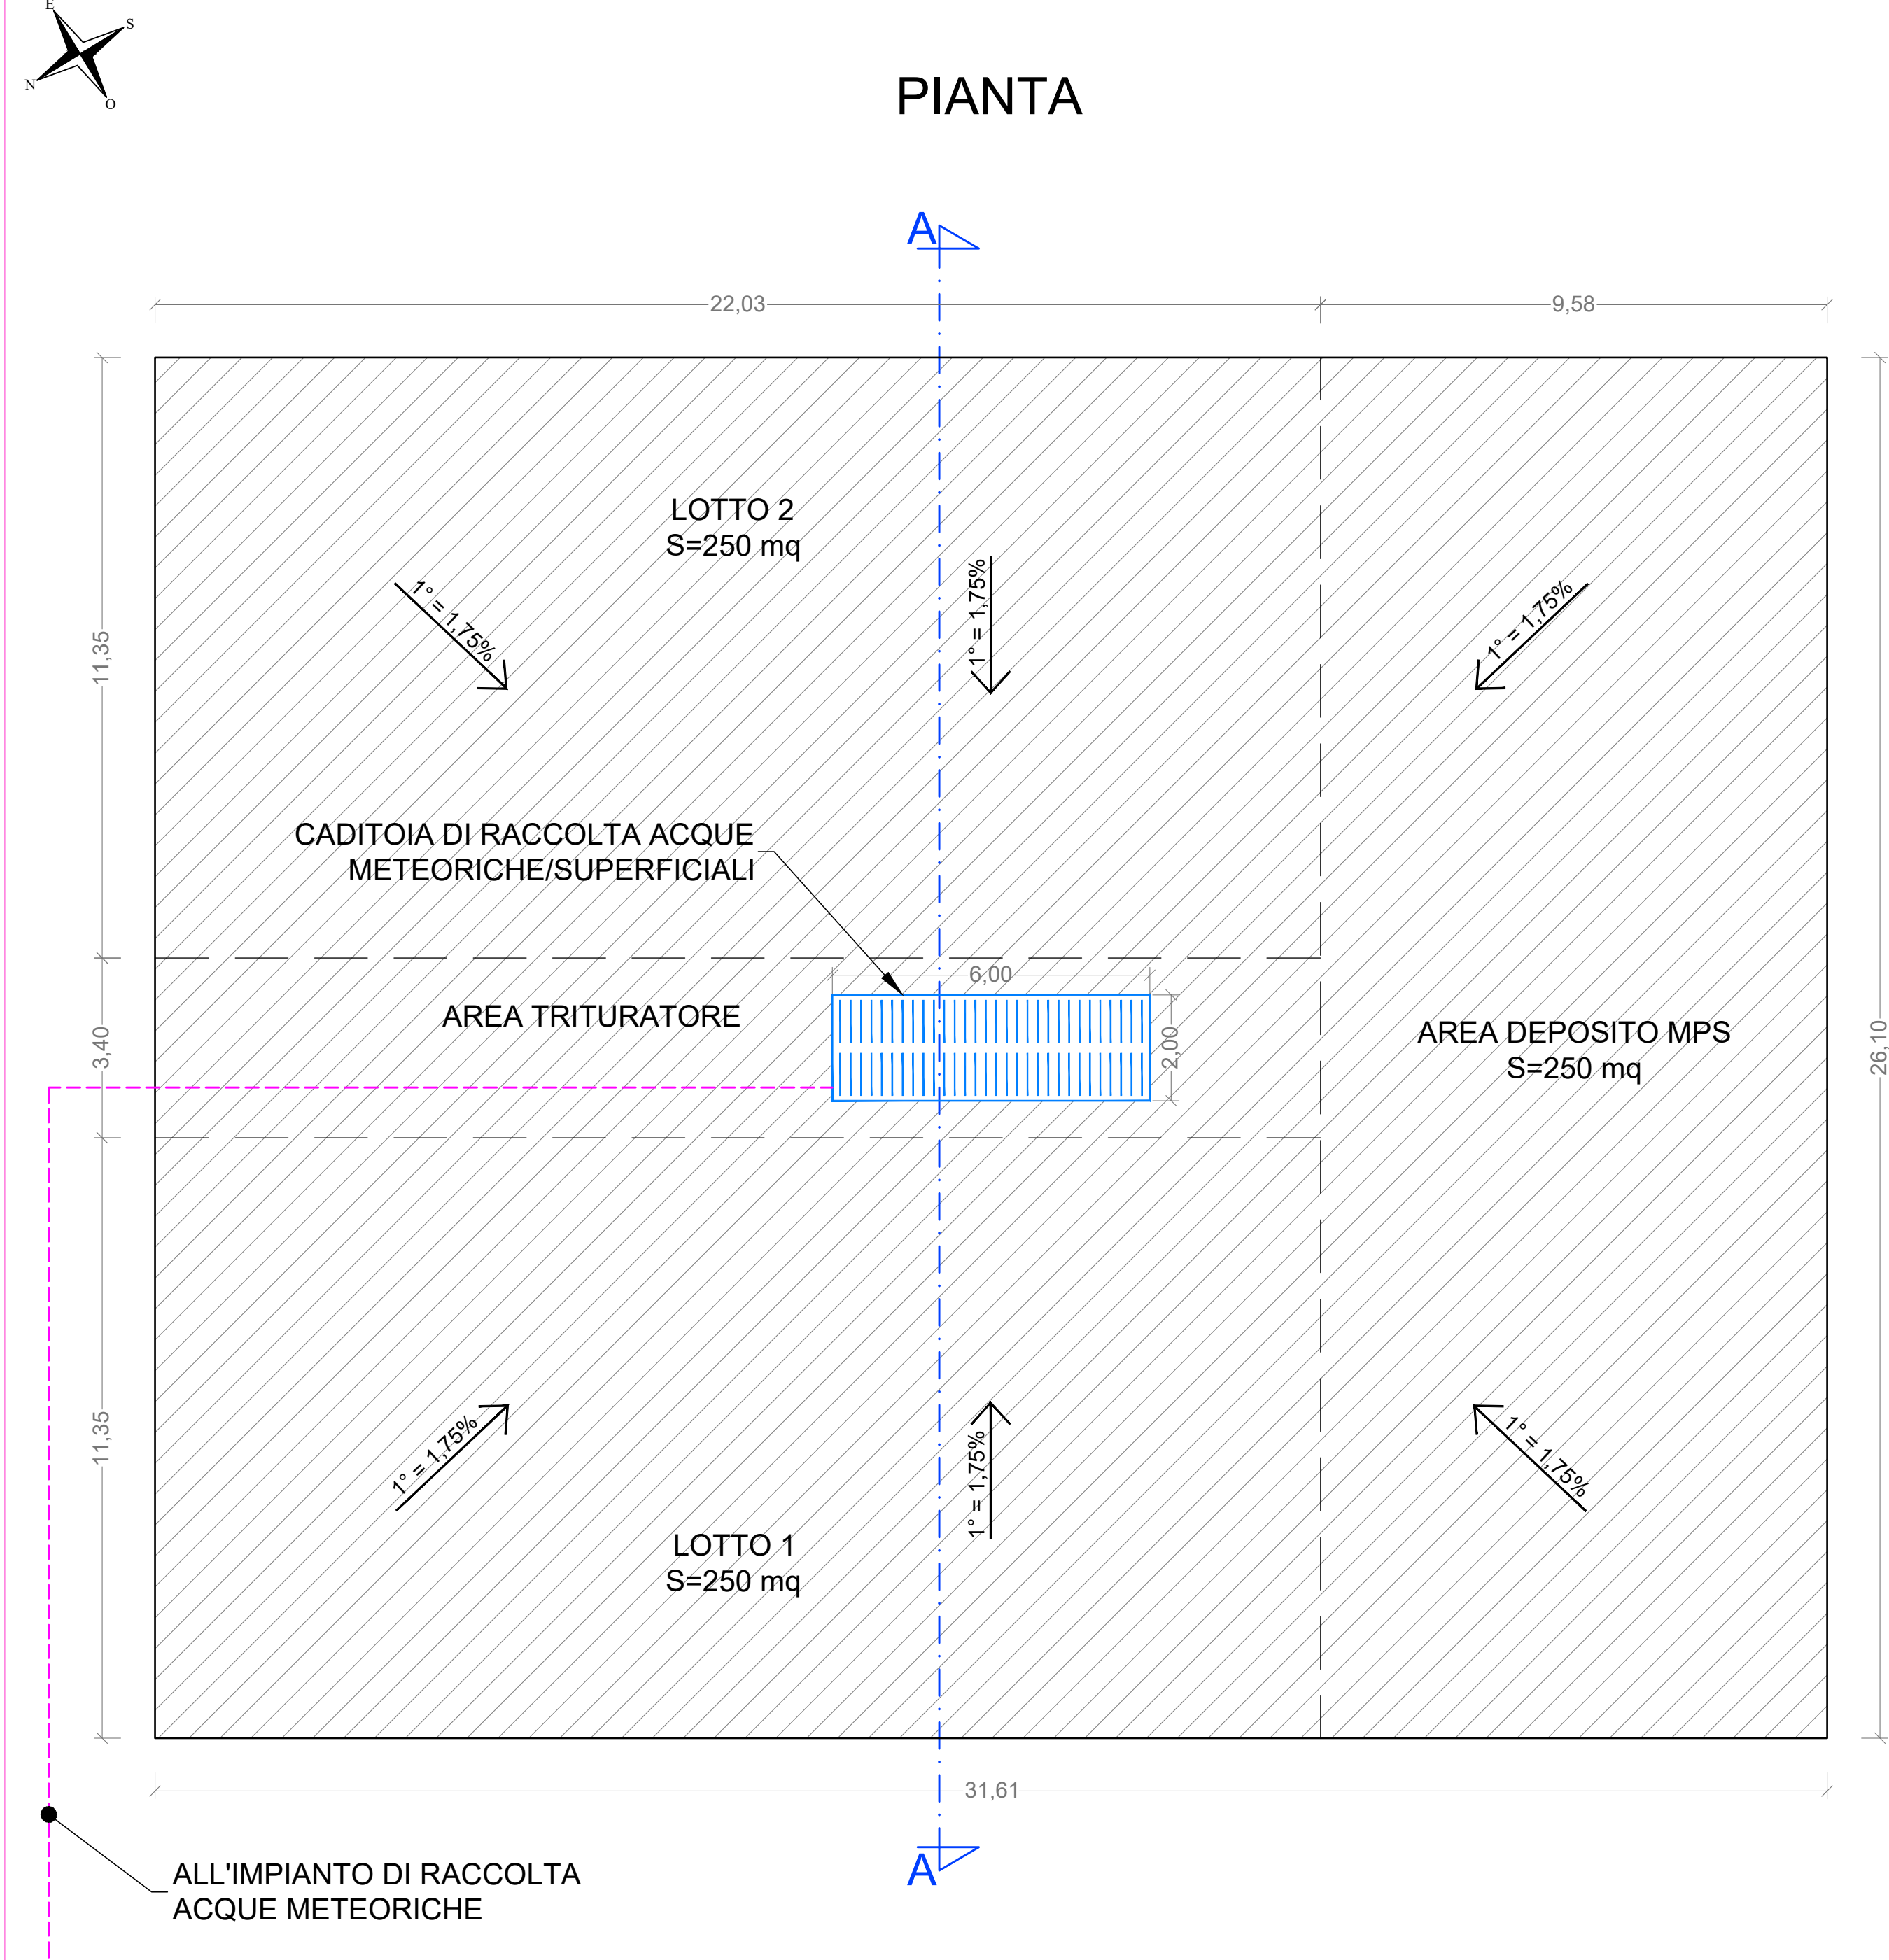 E
S
N
O
PIANTA
A
22,03
9,58
LOTTO 2
S=250 mq
1° = 1,75%
1° = 1,75%
1° = 1,75%
11,35
CADITOIA DI RACCOLTA ACQUE
METEORICHE/SUPERFICIALI
6,00
AREA TRITURATORE
2,00
3,40
AREA DEPOSITO MPS
S=250 mq
26,10
1° = 1,75%
1° = 1,75%
1° = 1,75%
11,35
LOTTO 1
S=250 mq
31,61
A
ALL'IMPIANTO DI RACCOLTA
ACQUE METEORICHE